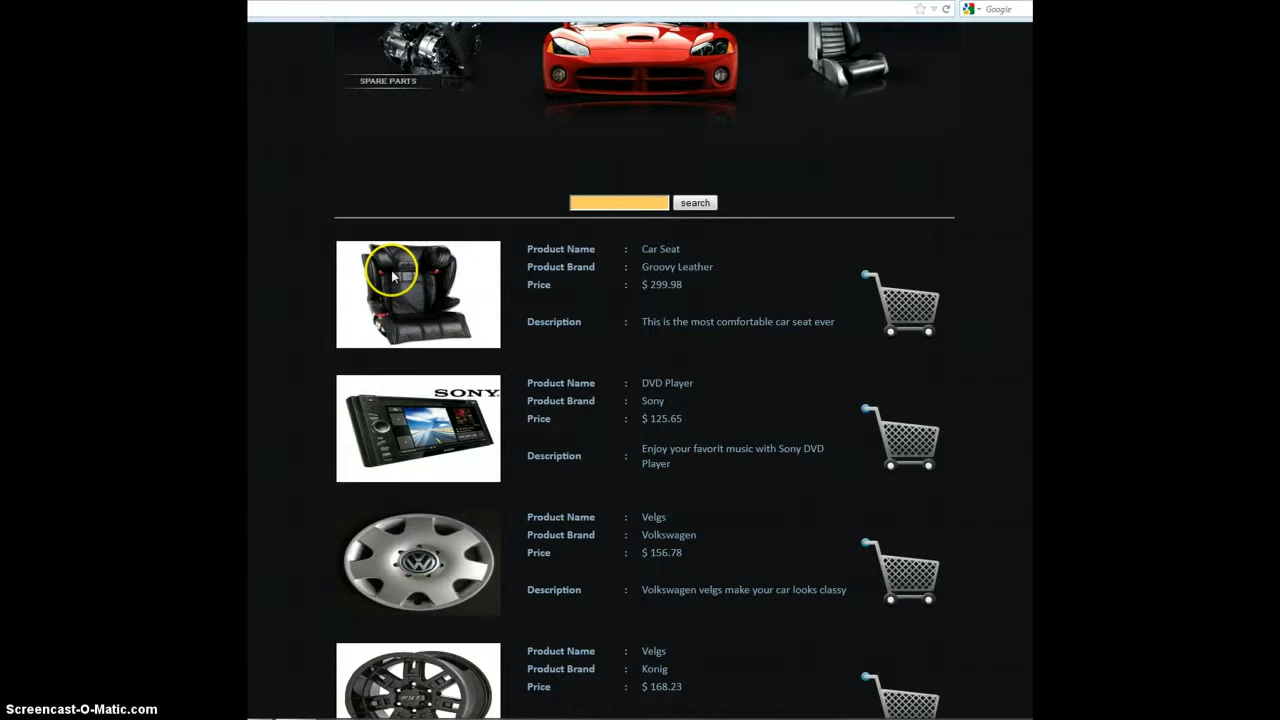 Google
SPARE PARTS
search
Product Name : Car Seat
Product Brand : Groovy Leather
Price : $ 299.98
Description : This is the most comfortable car seat ever
SONY
Product Name : DVD Player
Product Brand : Sony
Price : $ 125.65
Description : Enjoy your favorit music with Sony DVD
Player
Product Name : Velgs
Product Brand : Volkswagen
Price : $ 156.78
Description : Volkswagen velgs make your car looks classy
Product Name : Velgs
Product Brand : Konig
Price : $ 168.23
Screencast-O-Matic.com